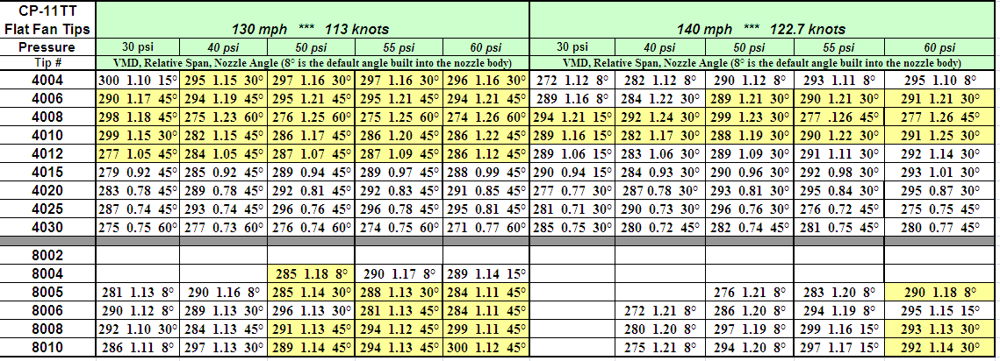 CP-11TT
Flat Fan Tips 130 mph *** 113 knots 140 mph *** 122.7 knots
Pressure 30 psi 40 psi 50 psi 55 psi 60 psi 30 psi 40 psi 50 psi 55 psi 60 psi
Tip # VMD, Relative Span, Nozzle Angle (8° is the default angle built into the nozzle body) VMD, Relative Span, Nozzle Angle (8° is the default angle built into the nozzle body)
4004 300 1.10 15° 295 1.15 30° 297 1.16 30° 297 1.16 30° 296 1.16 30° 272 1.12 8° 282 1.12 8° 290 1.12 8° 293 1.11 8° 295 1.10 8°
4006 290 1.17 45° 294 1.19 45° 295 1.21 45° 295 1.21 45° 294 1.21 45° 289 1.16 8° 284 1.22 30° 289 1.21 30° 290 1.21 30° 291 1.21 30°
4008 298 1.18 45° 275 1.23 60° 276 1.25 60° 275 1.25 60° 274 1.26 60° 294 1.21 15° 292 1.24 30° 299 1.23 30° 277 .126 45° 277 1.26 45°
4010 299 1.15 30° 282 1.15 45° 286 1.17 45° 286 1.20 45° 286 1.22 45° 289 1.16 15° 282 1.17 30° 288 1.19 30° 290 1.22 30° 291 1.25 30°
4012 277 1.05 45° 284 1.05 45° 287 1.07 45° 287 1.09 45° 286 1.12 45° 289 1.06 15° 283 1.06 30° 289 1.09 30° 291 1.11 30° 292 1.14 30°
4015 279 0.92 45° 285 0.92 45° 289 0.94 45° 289 0.97 45° 288 0.99 45° 290 0.94 15° 284 0.93 30° 290 0.96 30° 292 0.98 30° 293 1.01 30°
4020 283 0.78 45° 289 0.78 45° 292 0.81 45° 292 0.83 45° 291 0.85 45° 277 0.77 30° 287 0.78 30° 293 0.81 30° 295 0.84 30° 295 0.87 30°
4025 287 0.74 45° 293 0.74 45° 296 0.76 45° 296 0.78 45° 295 0.81 45° 281 0.71 30° 290 0.73 30° 296 0.76 30° 276 0.72 45° 275 0.75 45°
4030 275 0.75 60° 277 0.73 60° 276 0.74 60° 274 0.75 60° 271 0.77 60° 285 0.75 30° 280 0.72 45° 282 0.74 45° 281 0.75 45° 280 0.77 45°
8002
8004 285 1.18 8° 290 1.17 8° 289 1.14 15°
8005 281 1.13 8° 290 1.16 8° 285 1.14 30° 288 1.13 30° 284 1.11 45° 276 1.21 8° 283 1.20 8° 290 1.18 8°
8006 290 1.12 8° 289 1.13 30° 296 1.13 30° 281 1.13 45° 284 1.11 45° 272 1.21 8° 286 1.20 8° 294 1.19 8° 295 1.15 15°
8008 292 1.10 30° 284 1.13 45° 291 1.13 45° 294 1.12 45° 299 1.11 45° 280 1.20 8° 297 1.19 8° 299 1.16 15° 293 1.13 30°
8010 286 1.11 8° 297 1.13 30° 289 1.14 45° 294 1.13 45° 300 1.12 45° 275 1.21 8° 294 1.20 8° 297 1.17 15° 292 1.14 30°